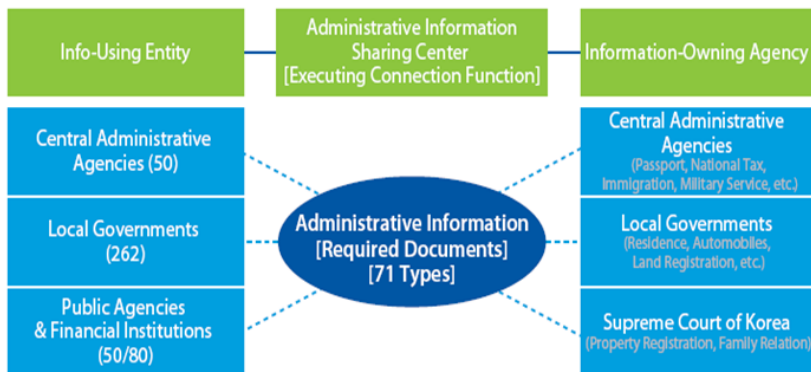 Info-Using Entity
Administrative Information
Sharing Center
[Executing Connection Function]
Information-Owning Agency
Central Administrative
Agencies (50)
Local Governments
(262)
Public Agencies
& Financial Institutions
(50/80)
Administrative Information
[Required Documents]
[71 Types]
Central Administrative
Agencies
(Passport, National Tax,
Immigration, Military Service, etc.)
Local Governments
(Residence, Automobiles,
Land Registration, etc.)
Supreme Court of Korea
(Property Registration, Family Relation)